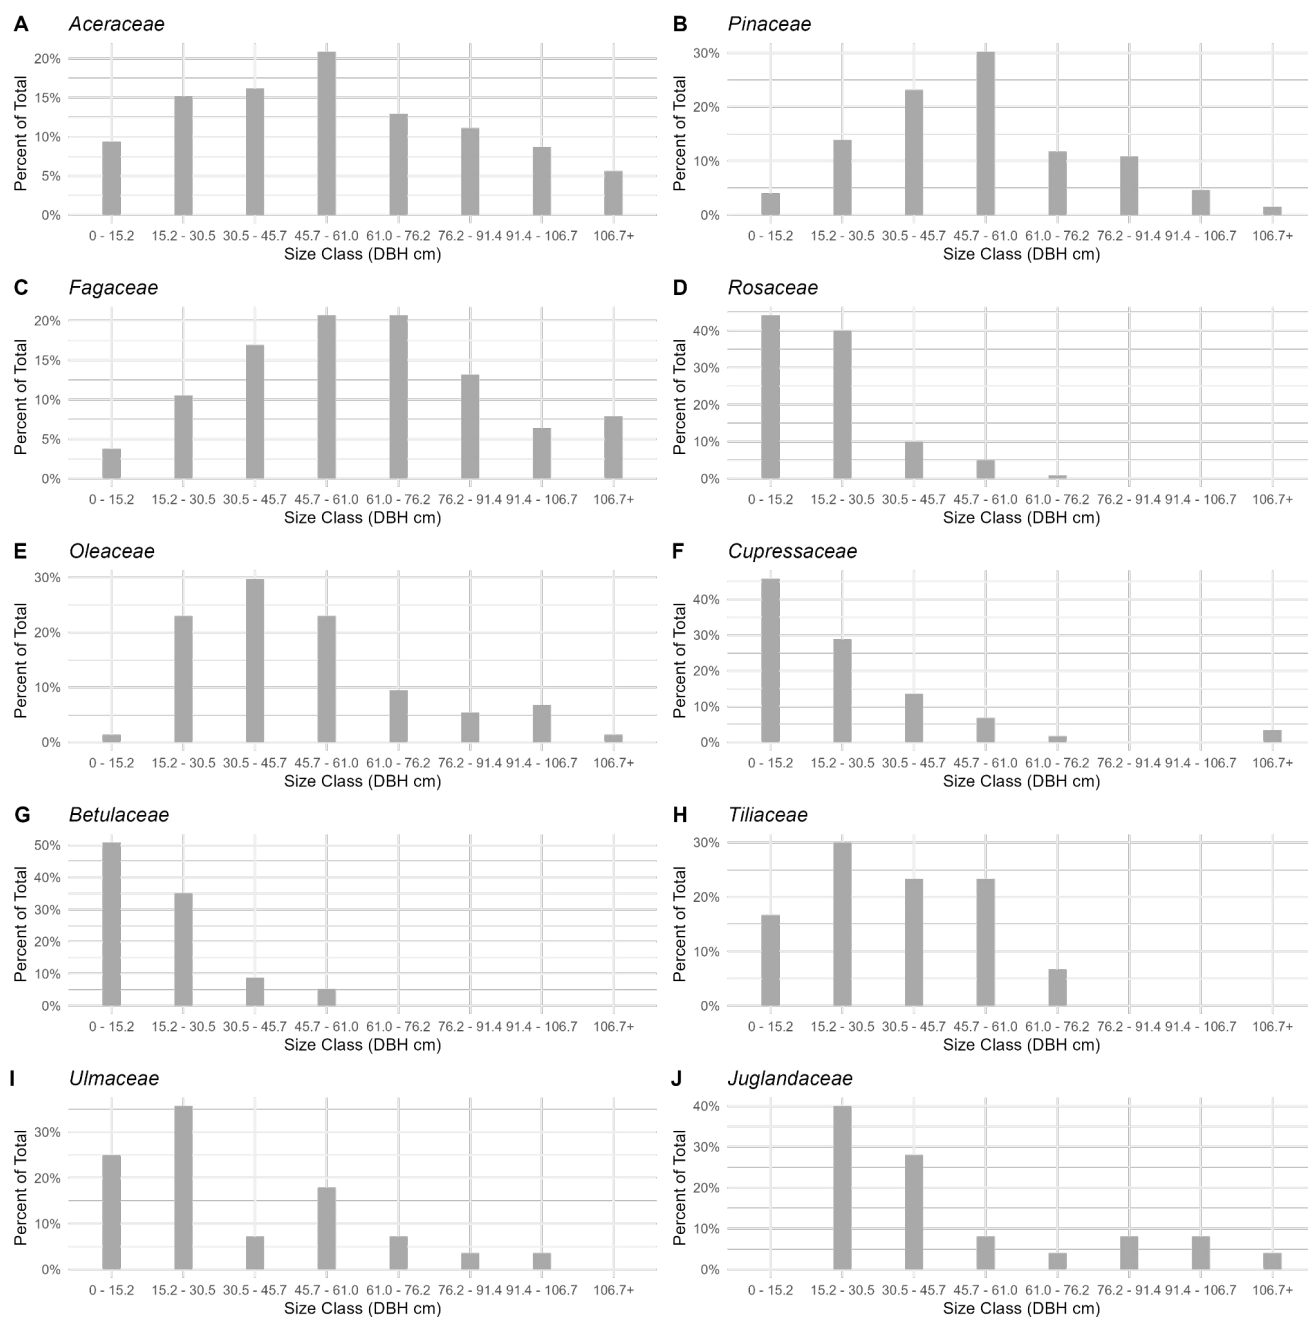 A Aceraceae
Percent of Total
20%
15%
10%
5%
0%
0 - 15.2 15.2 - 30.5 30.5 - 45.7 45.7 - 61.0 61.0 - 76.2 76.2 - 91.4 91.4 - 106.7 106.7+
Size Class (DBH cm)
B Pinaceae
Percent of Total
30%
20%
10%
0%
0 - 15.2 15.2 - 30.5 30.5 - 45.7 45.7 - 61.0 61.0 - 76.2 76.2 - 91.4 91.4 - 106.7 106.7+
Size Class (DBH cm)
C Fagaceae
Percent of Total
20%
15%
10%
5%
0%
0 - 15.2 15.2 - 30.5 30.5 - 45.7 45.7 - 61.0 61.0 - 76.2 76.2 - 91.4 91.4 - 106.7 106.7+
Size Class (DBH cm)
D Rosaceae
Percent of Total
40%
30%
20%
10%
0%
0 - 15.2 15.2 - 30.5 30.5 - 45.7 45.7 - 61.0 61.0 - 76.2 76.2 - 91.4 91.4 - 106.7 106.7+
Size Class (DBH cm)
E Oleaceae
Percent of Total
30%
20%
10%
0%
0 - 15.2 15.2 - 30.5 30.5 - 45.7 45.7 - 61.0 61.0 - 76.2 76.2 - 91.4 91.4 - 106.7 106.7+
Size Class (DBH cm)
F Cupressaceae
Percent of Total
40%
30%
20%
10%
0%
0 - 15.2 15.2 - 30.5 30.5 - 45.7 45.7 - 61.0 61.0 - 76.2 76.2 - 91.4 91.4 - 106.7 106.7+
Size Class (DBH cm)
G Betulaceae
Percent of Total
50%
40%
30%
20%
10%
0%
0 - 15.2 15.2 - 30.5 30.5 - 45.7 45.7 - 61.0 61.0 - 76.2 76.2 - 91.4 91.4 - 106.7 106.7+
Size Class (DBH cm)
H Tiliaceae
Percent of Total
30%
20%
10%
0%
0 - 15.2 15.2 - 30.5 30.5 - 45.7 45.7 - 61.0 61.0 - 76.2 76.2 - 91.4 91.4 - 106.7 106.7+
Size Class (DBH cm)
I Ulmaceae
Percent of Total
30%
20%
10%
0%
0 - 15.2 15.2 - 30.5 30.5 - 45.7 45.7 - 61.0 61.0 - 76.2 76.2 - 91.4 91.4 - 106.7 106.7+
Size Class (DBH cm)
J Juglandaceae
Percent of Total
40%
30%
20%
10%
0%
0 - 15.2 15.2 - 30.5 30.5 - 45.7 45.7 - 61.0 61.0 - 76.2 76.2 - 91.4 91.4 - 106.7 106.7+
Size Class (DBH cm)